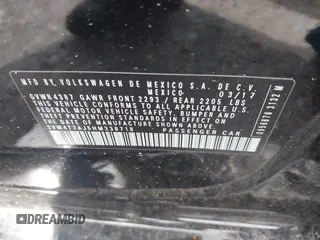 MFD. BY VOLKSWAGEN DE MEXICO S.A. DE C.V.
MEXICO 03/17
GVWR4387 GAWR FRONT 2293 / REAR 2205 LBS
THIS VEHICLE CONFORMS TO ALL APPLICABLE
FEDERAL MOTOR VEHICLE SAFETY, BUMPER, AND
THEFT PREVENTION STANDARDS IN EFFECT ON
THE DATE OF MANUFACTURE SHOWN ABOVE
3VW4T7AJ5HM338718 PASSENGER CAR
DREAMBID